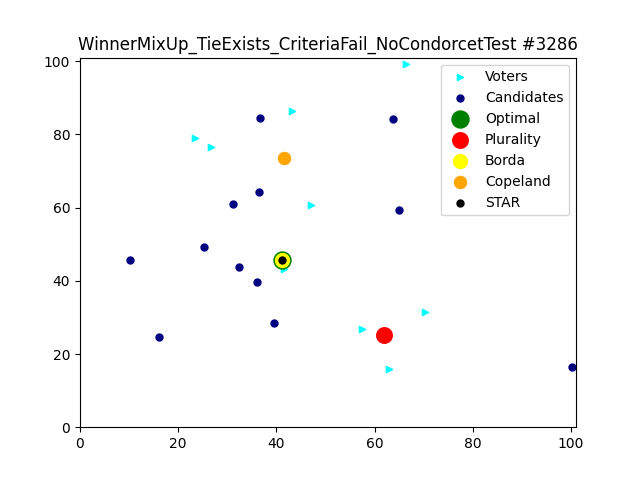 WinnerMixUp_TieExists_CriteriaFail_NoCondorcetTest #3286
100
80
60
40
20
0
0 20 40 60 80 100
Voters
Candidates
Optimal
Plurality
Borda
Copeland
STAR